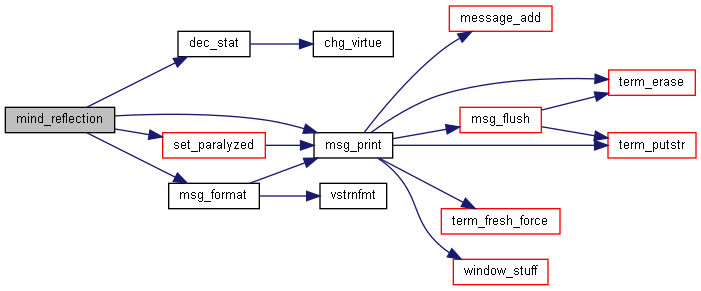 message_add
dec_stat
chg_virtue
term_erase
mind_reflection
msg_flush
set_paralyzed
msg_print
term_putstr
msg_format
vstrnfmt
term_fresh_force
window_stuff